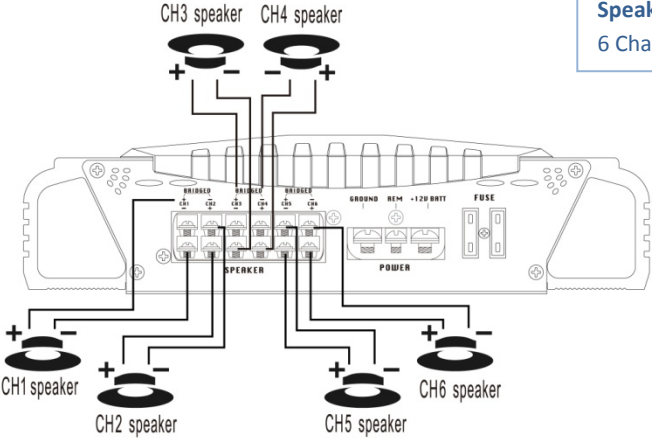 CH3 speaker CH4 speaker
Speak
6 Cha
+ − − +
BRIDGED BRIDGED BRIDGED
+ − + − + −
CH1 CH2 CH3 CH4 CH5 CH6
− + − + − +
GROUND REM +12V BATT FUSE
SPEAKER
POWER
+ − + −
CH1 speaker CH6 speaker
+ − + −
CH2 speaker CH5 speaker